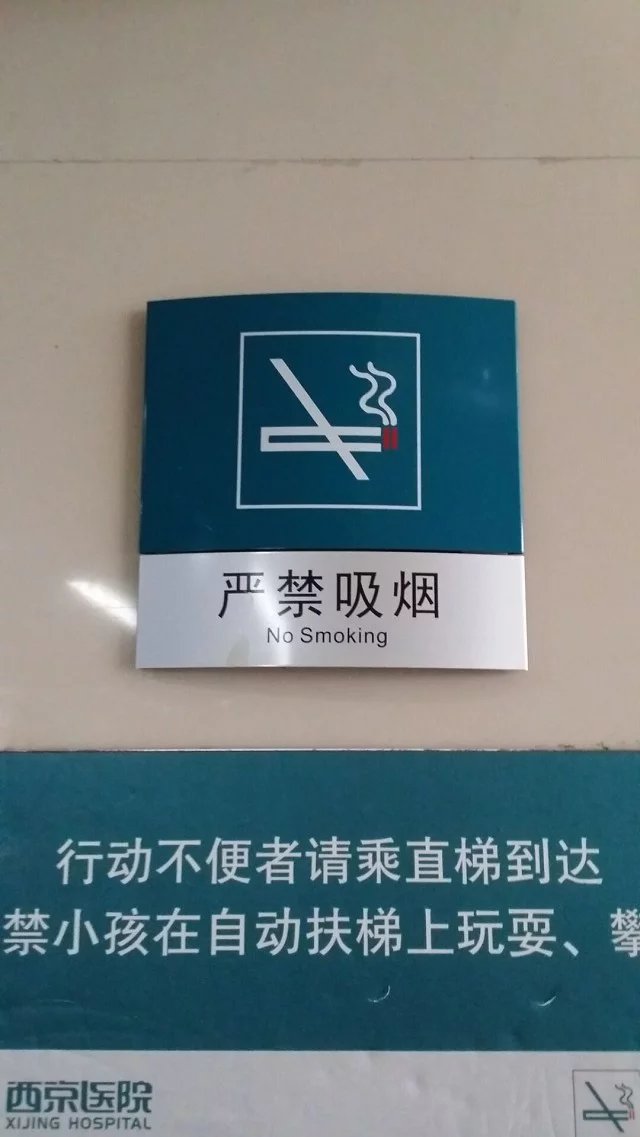 严禁吸烟
No Smoking
行动不便者请乘直梯到达
禁小孩在自动扶梯上玩耍、攀
西京医院
XIJING HOSPITAL